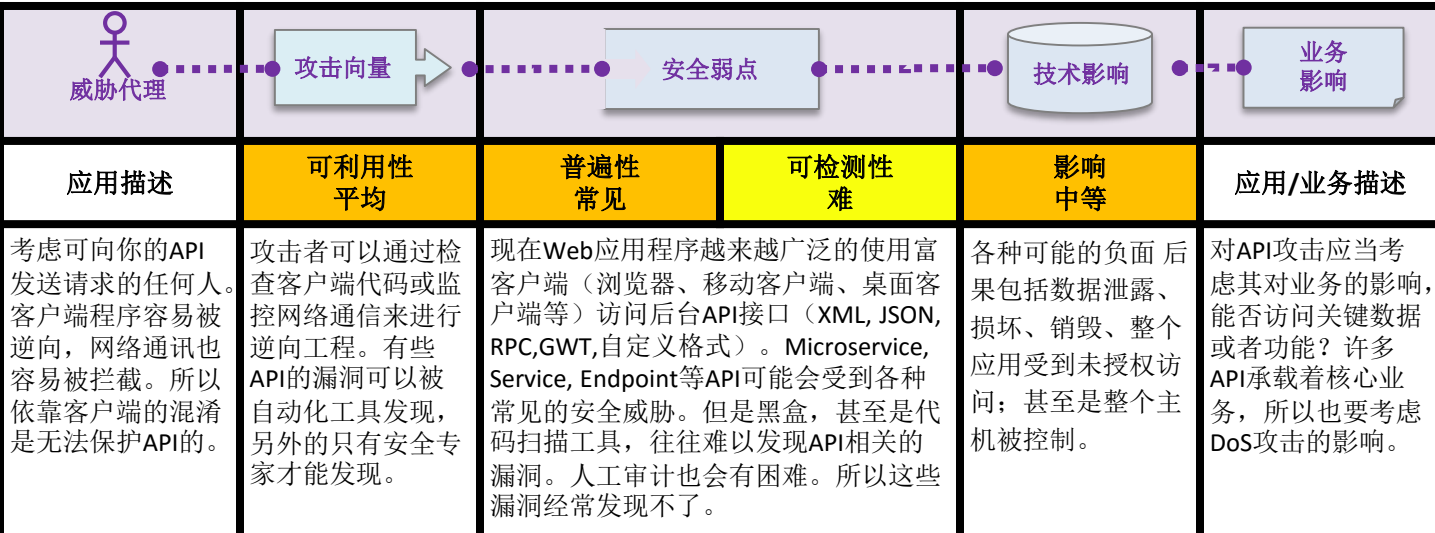 威胁代理
攻击向量
安全弱点
技术影响
业务
影响
应用描述
可利用性
平均
普遍性
常见
可检测性
难
影响
中等
应用/业务描述
考虑可向你的API
发送请求的任何人。
客户端程序容易被
逆向，网络通讯也
容易被拦截。所以
依靠客户端的混淆
是无法保护API的。
攻击者可以通过检
查客户端代码或监
控网络通信来进行
逆向工程。有些
API的漏洞可以被
自动化工具发现，
另外的只有安全专
家才能发现。
现在Web应用程序越来越广泛的使用富
客户端（浏览器、移动客户端、桌面客
户端等）访问后台API接口（XML, JSON,
RPC,GWT,自定义格式）。Microservice,
Service, Endpoint等API可能会受到各种
常见的安全威胁。但是黑盒，甚至是代
码扫描工具，往往难以发现API相关的
漏洞。人工审计也会有困难。所以这些
漏洞经常发现不了。
各种可能的负面 后
果包括数据泄露、
损坏、销毁、整个
应用受到未授权访
问；甚至是整个主
机被控制。
对API攻击应当考
虑其对业务的影响，
能否访问关键数据
或者功能？许多
API承载着核心业
务，所以也要考虑
DoS攻击的影响。